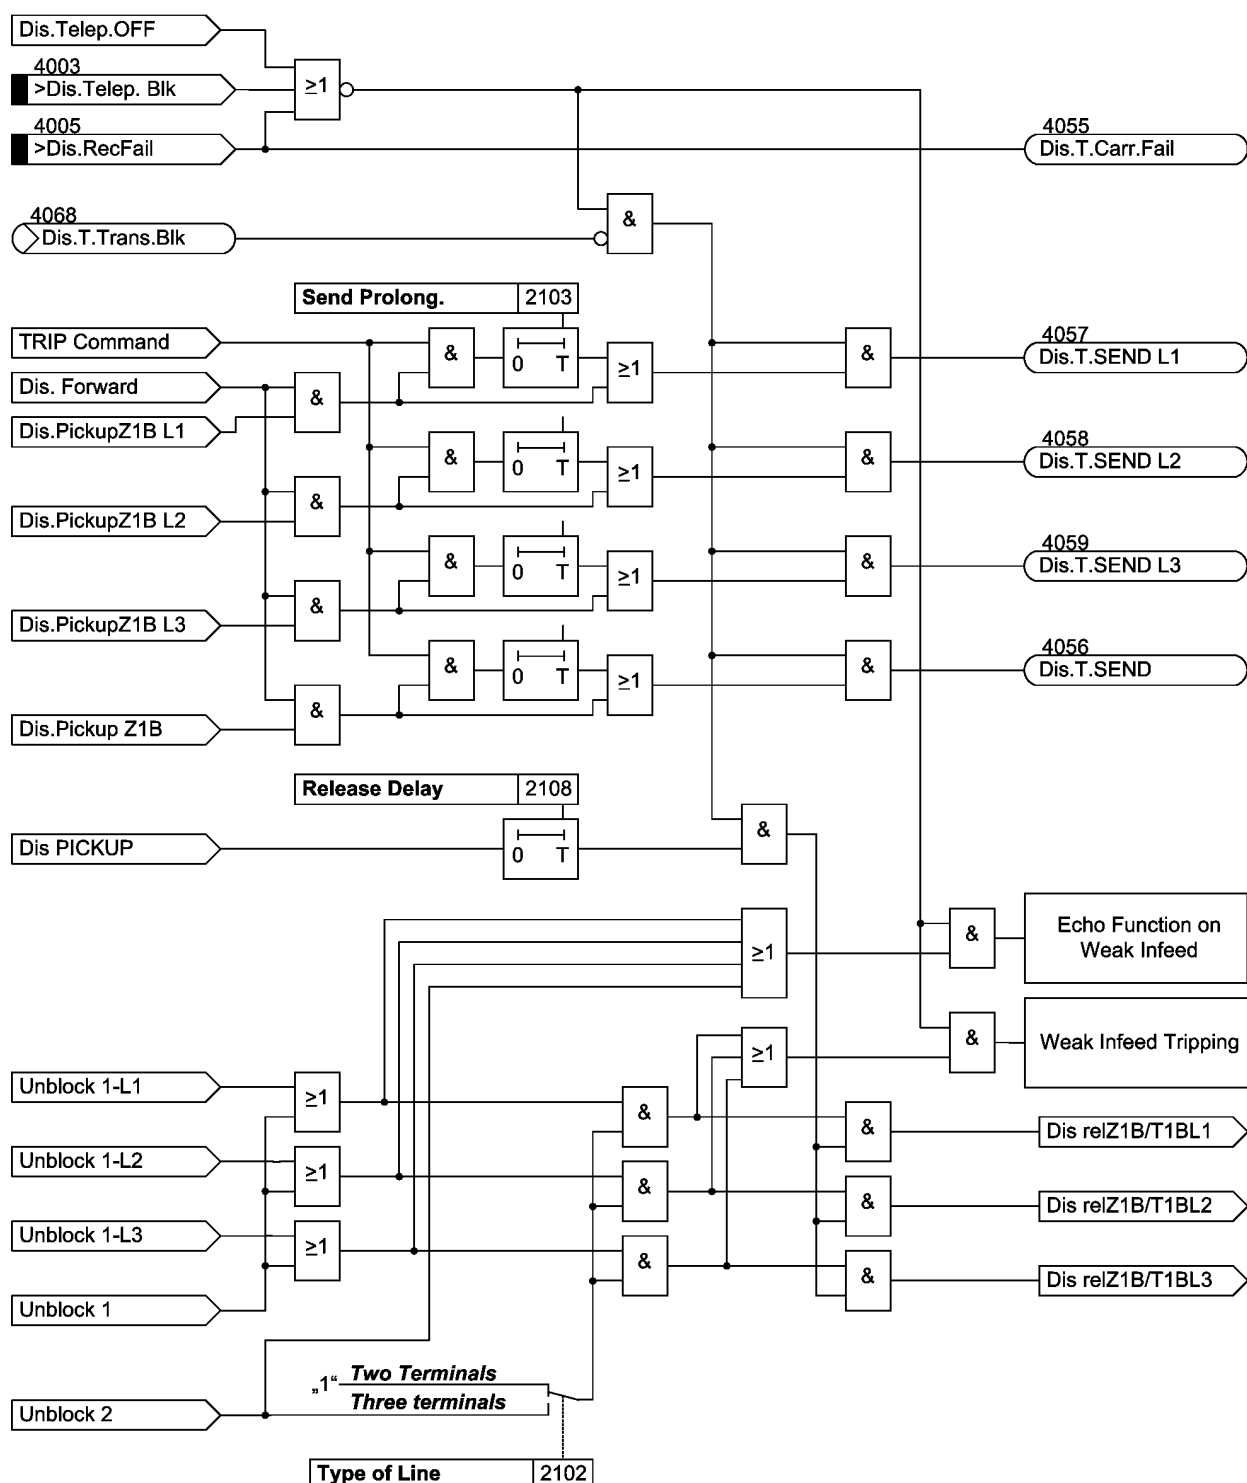 Dis.Telep.OFF
4003
>Dis.Telep. Blk
≥1
4005
>Dis.RecFail
4055
Dis.T.Carr.Fail
4068
Dis.T.Trans.Blk
&
Send Prolong. 2103
TRIP Command
&
0 T
≥1
&
4057
Dis.T.SEND L1
Dis. Forward
&
Dis.PickupZ1B L1
&
0 T
≥1
&
4058
Dis.T.SEND L2
&
Dis.PickupZ1B L2
&
0 T
≥1
&
4059
Dis.T.SEND L3
&
Dis.PickupZ1B L3
&
0 T
≥1
&
4056
Dis.T.SEND
&
Dis.Pickup Z1B
Release Delay 2108
Dis PICKUP
0 T
&
≥1
&
Echo Function on
Weak Infeed
≥1
&
Weak Infeed Tripping
Unblock 1-L1
≥1
&
&
Dis relZ1B/T1BL1
Unblock 1-L2
≥1
&
&
Dis relZ1B/T1BL2
Unblock 1-L3
≥1
&
&
Dis relZ1B/T1BL3
Unblock 1
„1“ Two Terminals
Three terminals
Unblock 2
Type of Line 2102